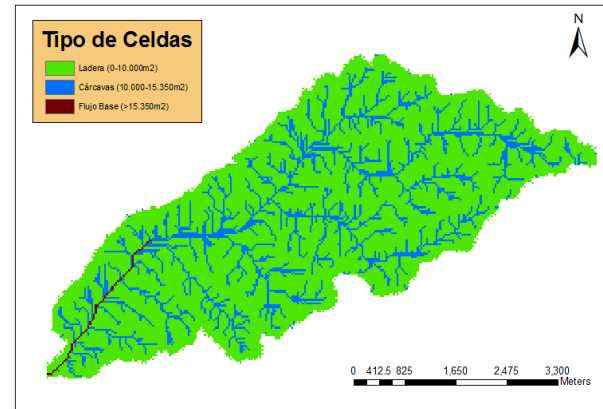 Tipo de Celdas
Ladera (0-10.000m2)
Cárcavas (10.000-15.350m2)
Flujo Base (>15.350m2)
N
0 412.5 825 1,650 2,475 3,300
Meters